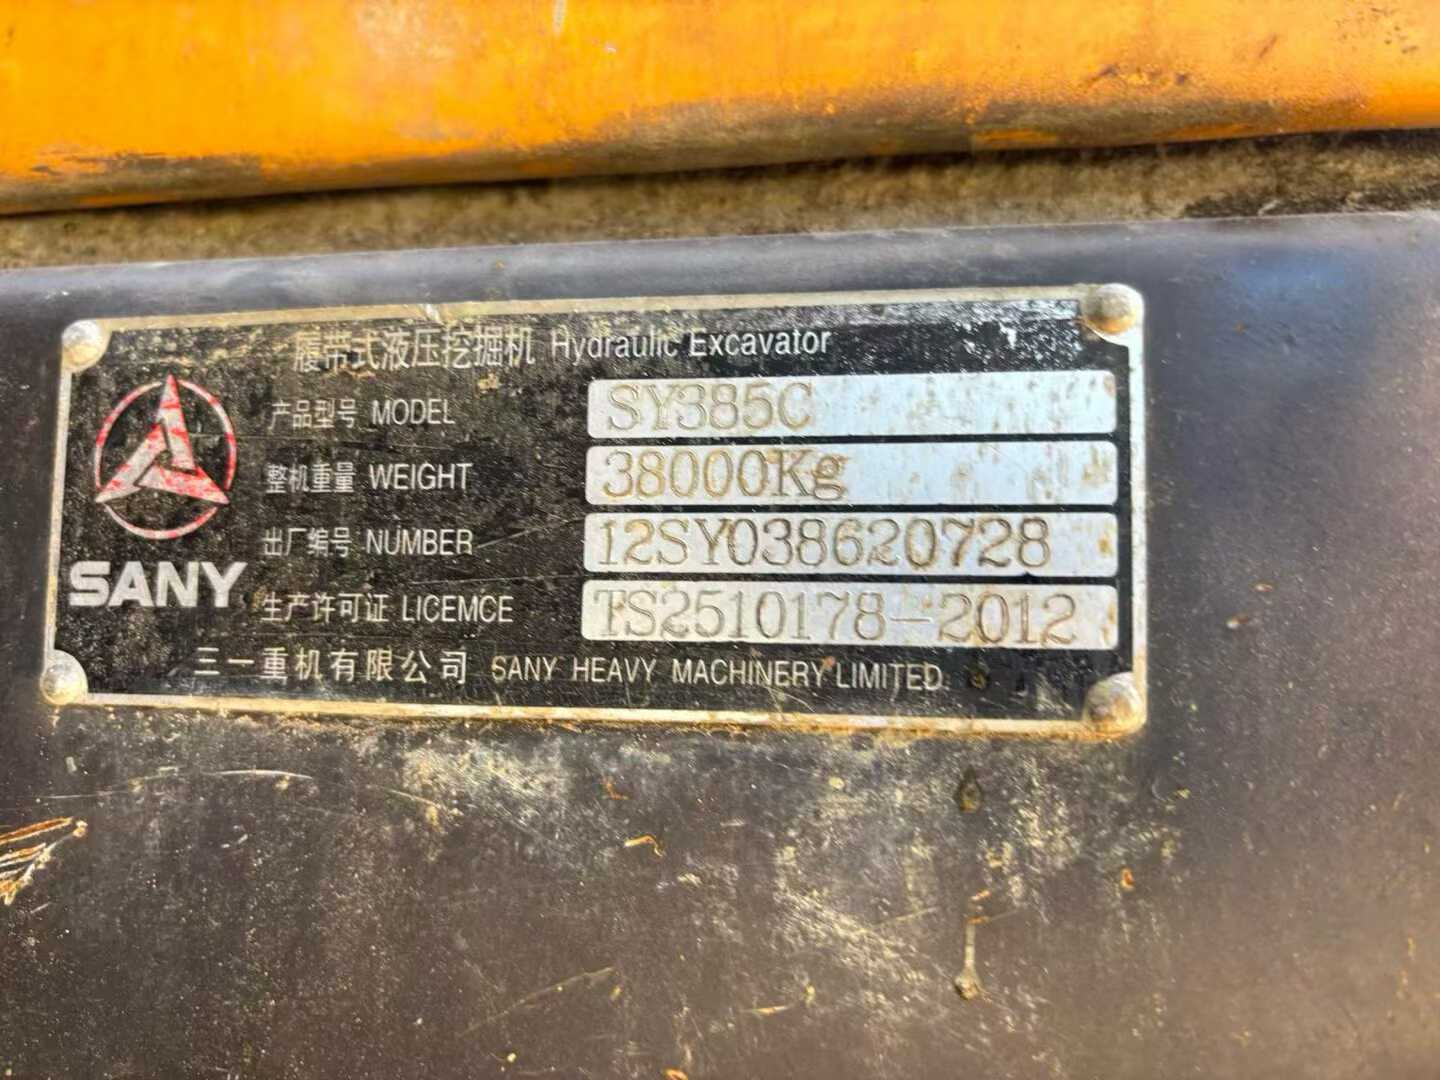 履带式液压挖掘机 Hydraulic Excavator
产品型号 MODEL SY385C
整机重量 WEIGHT 38000Kg
出厂编号 NUMBER 12SY038620728
生产许可证 LICEMCE TS2510178-2012
SANY
三一重机有限公司 SANY HEAVY MACHINERY LIMITED